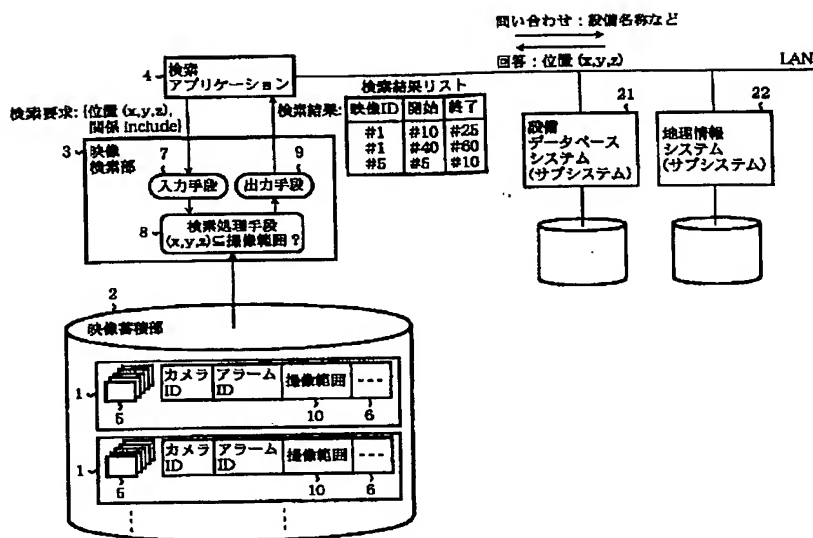 問い合わせ：設備名称など
回答：位置 (x,y,z)
LAN
4
検索
アプリケーション
検索要求: {位置 (x,y,z),
関係 Include}
検索結果:
検索結果リスト
映像ID 開始 終了
#1 #10 #25
#1 #40 #60
#5 #5 #10
21
設備
データベース
システム
(サブシステム)
22
地理情報
システム
(サブシステム)
3
映像
検索部
7
入力手段
9
出力手段
8
検索処理手段
(x,y,z)⊆撮像範囲？
2
映像蓄積部
1
カメラ
ID
アラーム
ID
撮像範囲
---
5
10
6
1
カメラ
ID
アラーム
ID
撮像範囲
---
5
10
6